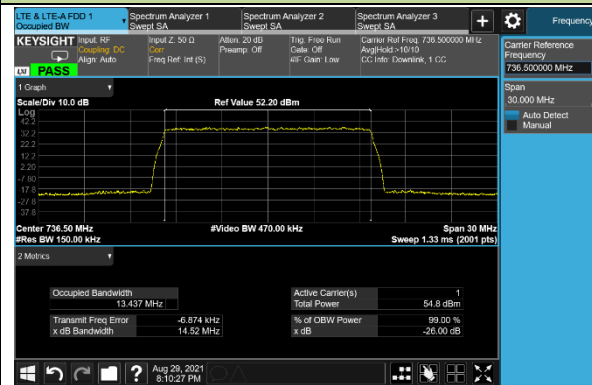 LTE & LTE-A FDD 1
Occupied BW
Spectrum Analyzer 1
Swept SA
Spectrum Analyzer 2
Swept SA
Spectrum Analyzer 3
Swept SA
+
Frequency
KEYSIGHT
Input: RF
Coupling: DC
Align: Auto
Input Z: 50 Ω
Corr
Freq Ref: Int (S)
Atten: 20 dB
Preamp: Off
Trig: Free Run
Gate: Off
#IF Gain: Low
Carrier Ref Freq: 736.500000 MHz
Avg|Hold:>10/10
CC Info: Downlink, 1 CC
LXI
PASS
Carrier Reference
Frequency
736.500000 MHz
Span
30.000 MHz
Auto Detect
Manual
1 Graph
Scale/Div 10.0 dB
Ref Value 52.20 dBm
Log
42.2
32.2
22.2
12.2
2.20
-7.80
-17.8
-27.8
-37.8
Center 736.50 MHz
#Res BW 150.00 kHz
#Video BW 470.00 kHz
Span 30 MHz
Sweep 1.33 ms (2001 pts)
2 Metrics
Occupied Bandwidth
13.437 MHz
Active Carrier(s) 1
Total Power 54.8 dBm
Transmit Freq Error -6.874 kHz
x dB Bandwidth 14.52 MHz
% of OBW Power 99.00 %
x dB -26.00 dB
?
Aug 29, 2021
8:10:27 PM